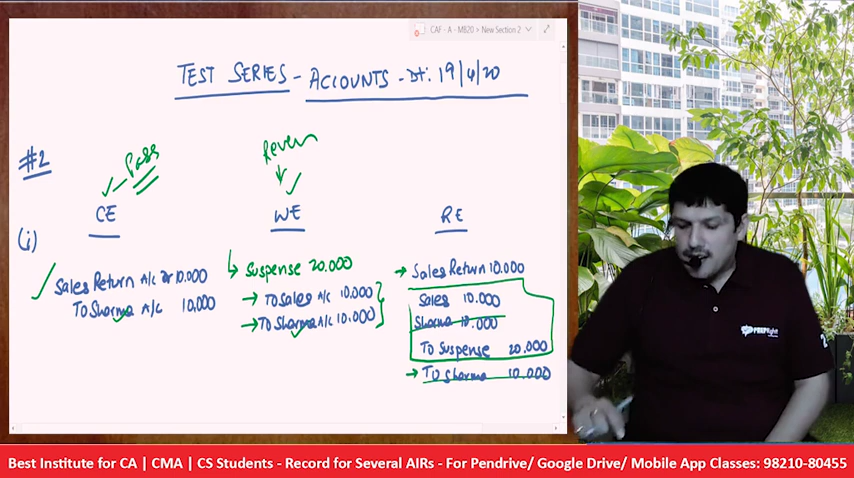 CAF - A - MB20 > New Section 2
TEST SERIES - ACCOUNTS - Dt: 19/4/20
#2
Pass
Revers
CE
WE
RE
(i)
Sales Return A/c Dr 10,000
To Sharma A/c 10,000
Suspense 20.000
To Sales A/c 10,000
To Sharma A/c 10,000
Sales Return 10.000
Sales 10.000
Sharma 10.000
To Suspense 20.000
To Sharma 10.000
PREPRight
Best Institute for CA | CMA | CS Students - Record for Several AIRs - For Pendrive/ Google Drive/ Mobile App Classes: 98210-80455